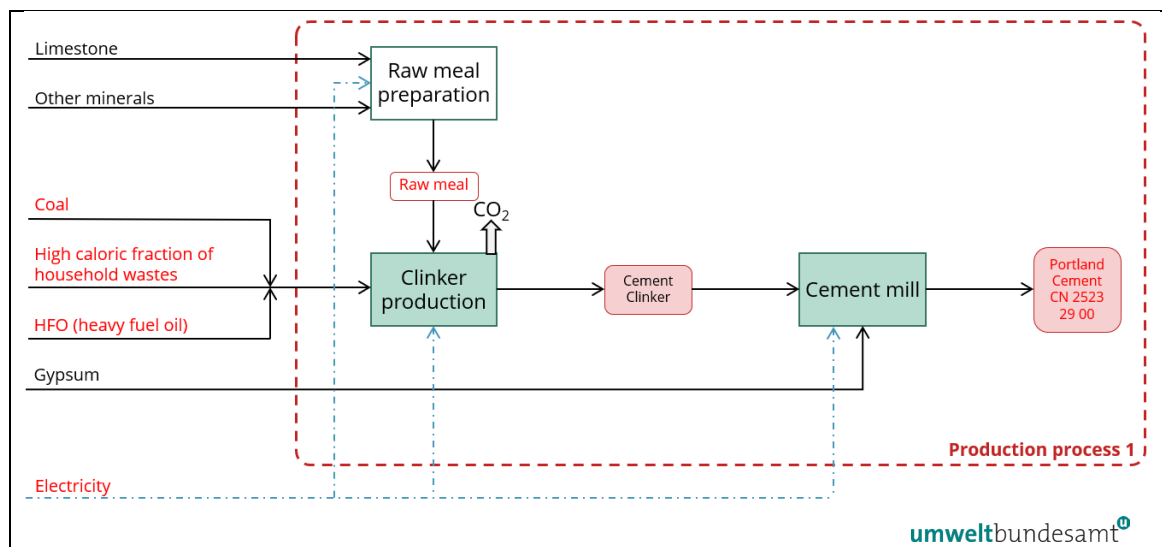 Limestone
Raw meal
preparation
Other minerals
Raw meal
Coal
CO₂
High caloric fraction of
household wastes
Clinker
production
Cement
Clinker
Cement mill
Portland
Cement
CN 2523
29 00
HFO (heavy fuel oil)
Gypsum
Production process 1
Electricity
umweltbundesamt
u